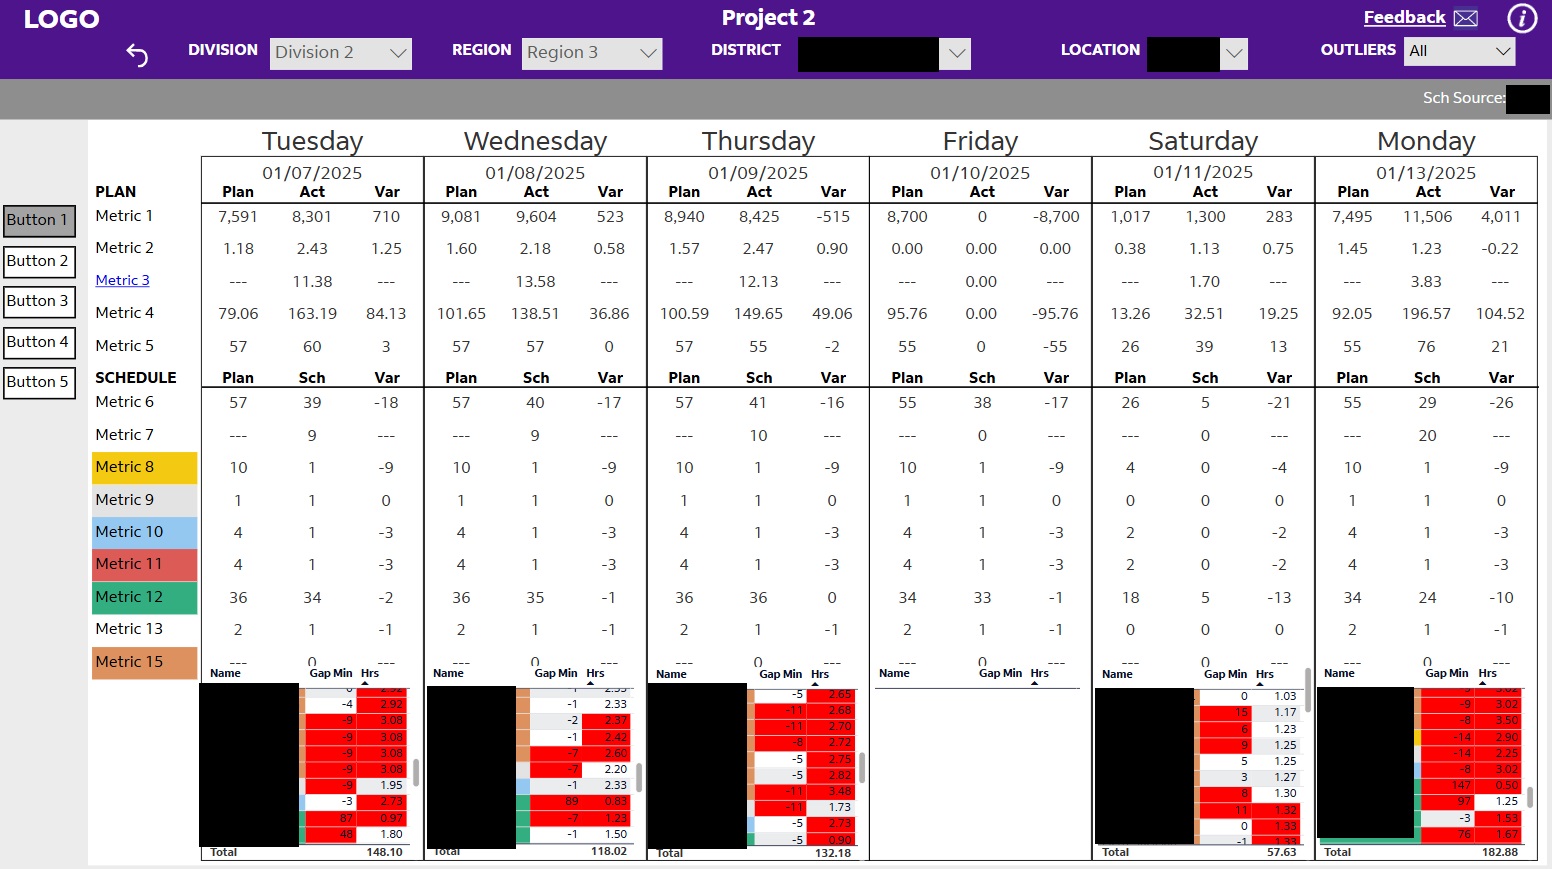 LOGO
Project 2
Feedback
DIVISION Division 2 REGION Region 3 DISTRICT LOCATION OUTLIERS All
Sch Source:
Tuesday Wednesday Thursday Friday Saturday Monday
01/07/2025 01/08/2025 01/09/2025 01/10/2025 01/11/2025 01/13/2025
PLAN Plan Act Var Plan Act Var Plan Act Var Plan Act Var Plan Act Var Plan Act Var
Metric 1 7,591 8,301 710 9,081 9,604 523 8,940 8,425 -515 8,700 0 -8,700 1,017 1,300 283 7,495 11,506 4,011
Metric 2 1.18 2.43 1.25 1.60 2.18 0.58 1.57 2.47 0.90 0.00 0.00 0.00 0.38 1.13 0.75 1.45 1.23 -0.22
Metric 3 --- 11.38 --- --- 13.58 --- --- 12.13 --- --- 0.00 --- --- 1.70 --- --- 3.83 ---
Metric 4 79.06 163.19 84.13 101.65 138.51 36.86 100.59 149.65 49.06 95.76 0.00 -95.76 13.26 32.51 19.25 92.05 196.57 104.52
Metric 5 57 60 3 57 57 0 57 55 -2 55 0 -55 26 39 13 55 76 21
SCHEDULE Plan Sch Var Plan Sch Var Plan Sch Var Plan Sch Var Plan Sch Var Plan Sch Var
Metric 6 57 39 -18 57 40 -17 57 41 -16 55 38 -17 26 5 -21 55 29 -26
Metric 7 --- 9 --- --- 9 --- --- 10 --- --- 0 --- --- 0 --- --- 20 ---
Metric 8 10 1 -9 10 1 -9 10 1 -9 10 1 -9 4 0 -4 10 1 -9
Metric 9 1 1 0 1 1 0 1 1 0 1 1 0 0 0 0 1 1 0
Metric 10 4 1 -3 4 1 -3 4 1 -3 4 1 -3 2 0 -2 4 1 -3
Metric 11 4 1 -3 4 1 -3 4 1 -3 4 1 -3 2 0 -2 4 1 -3
Metric 12 36 34 -2 36 35 -1 36 36 0 34 33 -1 18 5 -13 34 24 -10
Metric 13 2 1 -1 2 1 -1 2 1 -1 2 1 -1 0 0 0 2 1 -1
Metric 15 --- 0 --- --- 0 --- --- 0 --- --- 0 --- --- 0 --- --- 0 ---
Button 1
Button 2
Button 3
Button 4
Button 5
Name Gap Min Hrs
-4 2.92
-9 3.08
-9 3.08
-9 3.08
-9 3.08
-9 1.95
-3 2.73
87 0.97
48 1.80
Total 148.10
Name Gap Min Hrs
-1 2.33
-2 2.37
-1 2.42
-7 2.60
-7 2.20
-1 2.33
89 0.83
-7 1.23
-1 1.50
Total 118.02
Name Gap Min Hrs
-5 2.65
-11 2.68
-11 2.70
-8 2.72
-5 2.75
-5 2.82
-11 3.48
-11 1.73
-5 2.73
-5 0.90
Total 132.18
Name Gap Min Hrs
Name Gap Min Hrs
0 1.03
15 1.17
6 1.23
9 1.25
5 1.25
3 1.27
8 1.30
11 1.32
0 1.33
-1 1.33
Total 57.63
Name Gap Min Hrs
-9 3.02
-8 3.50
-14 2.90
-14 2.25
-8 3.02
147 0.50
97 1.25
-3 1.53
76 1.67
Total 182.88